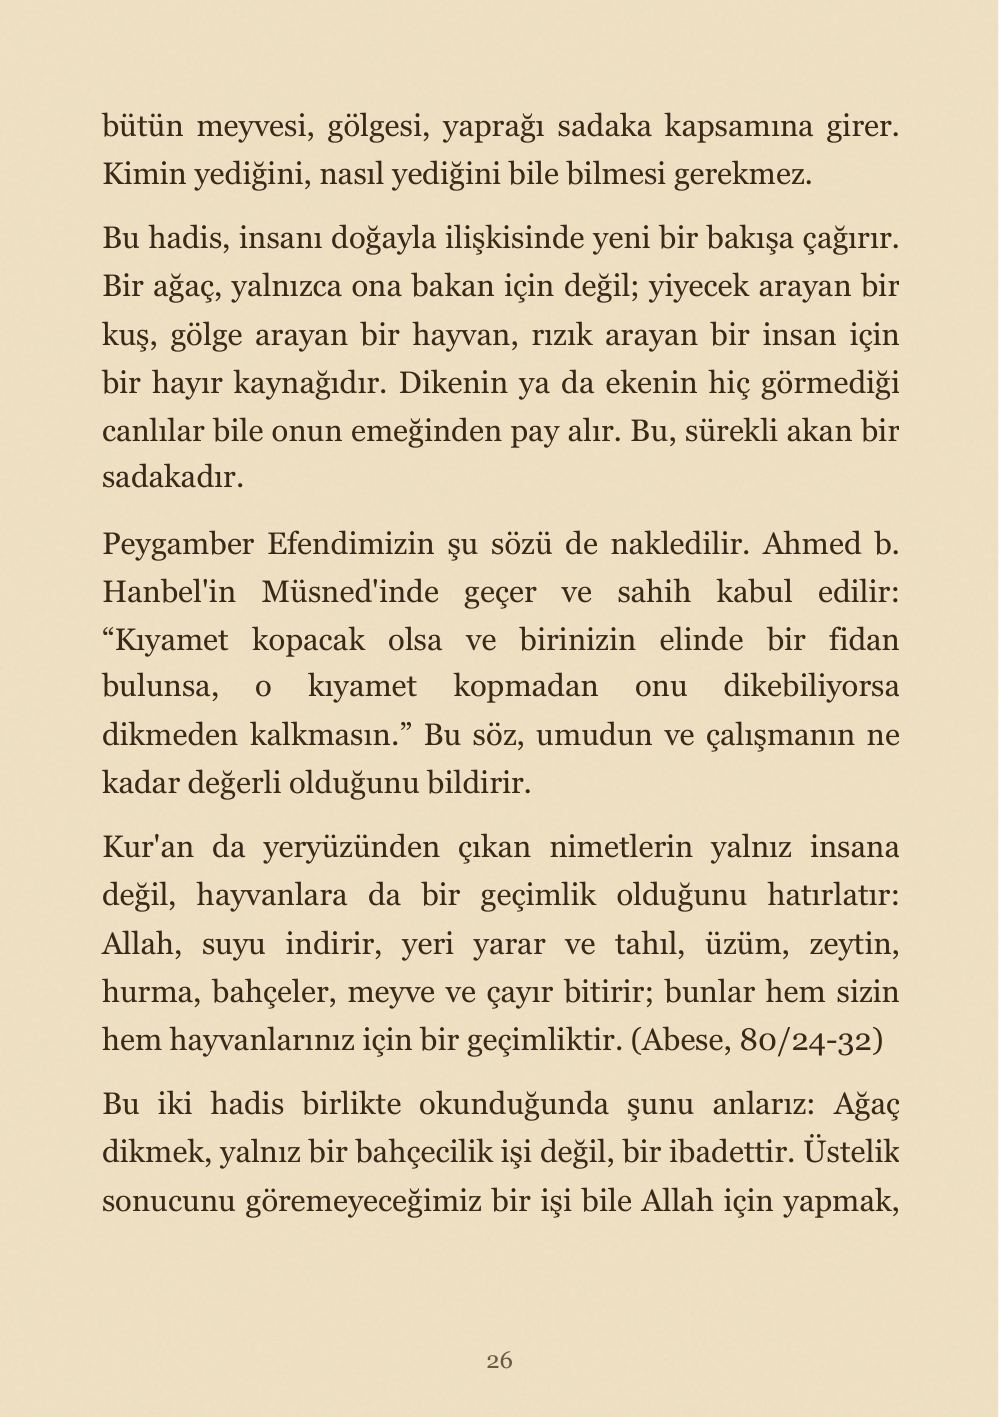 bütün meyvesi, gölgesi, yaprağı sadaka kapsamına girer.
Kimin yediğini, nasıl yediğini bile bilmesi gerekmez.
Bu hadis, insanı doğayla ilişkisinde yeni bir bakışa çağırır.
Bir ağaç, yalnızca ona bakan için değil; yiyecek arayan bir
kuş, gölge arayan bir hayvan, rızık arayan bir insan için
bir hayır kaynağıdır. Dikenin ya da ekenin hiç görmediği
canlılar bile onun emeğinden pay alır. Bu, sürekli akan bir
sadakadır.
Peygamber Efendimizin şu sözü de nakledilir. Ahmed b.
Hanbel'in Müsned'inde geçer ve sahih kabul edilir:
“Kıyamet kopacak olsa ve birinizin elinde bir fidan
bulunsa, o kıyamet kopmadan onu dikebiliyorsa
dikmeden kalkmasın.” Bu söz, umudun ve çalışmanın ne
kadar değerli olduğunu bildirir.
Kur'an da yeryüzünden çıkan nimetlerin yalnız insana
değil, hayvanlara da bir geçimlik olduğunu hatırlatır:
Allah, suyu indirir, yeri yarar ve tahıl, üzüm, zeytin,
hurma, bahçeler, meyve ve çayır bitirir; bunlar hem sizin
hem hayvanlarınız için bir geçimliktir. (Abese, 80/24-32)
Bu iki hadis birlikte okunduğunda şunu anlarız: Ağaç
dikmek, yalnız bir bahçecilik işi değil, bir ibadettir. Üstelik
sonucunu göremeyeceğimiz bir işi bile Allah için yapmak,
26